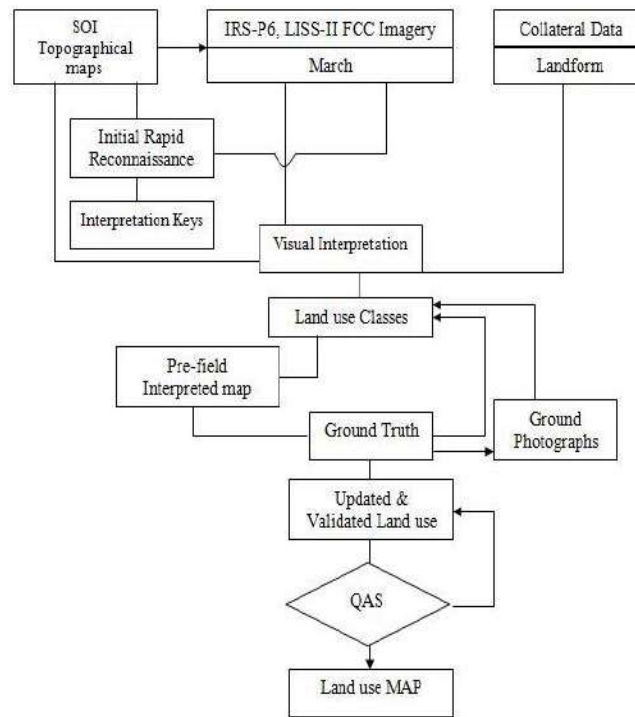 SOI
Topographical
maps
IRS-P6, LISS-II FCC Imagery
March
Collateral Data
Landform
Initial Rapid
Reconnaissance
Interpretation Keys
Visual Interpretation
Land use Classes
Pre-field
Interpreted map
Ground Truth
Ground
Photographs
Updated &
Validated Land use
QAS
Land use MAP